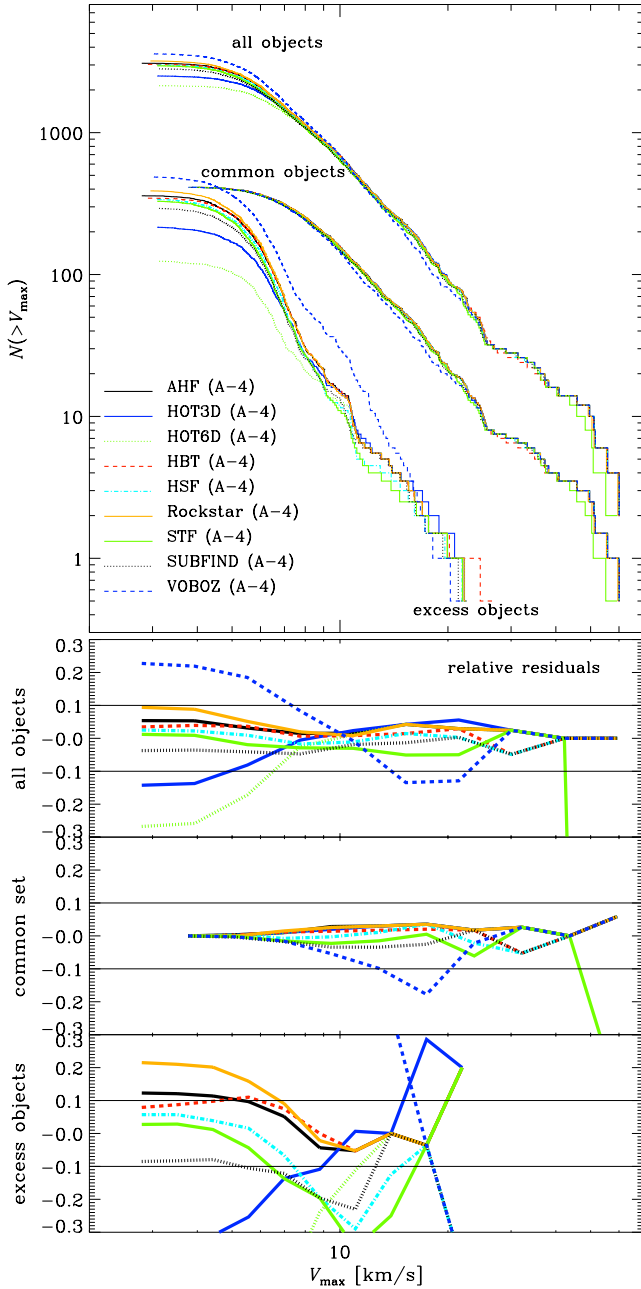 all objects
1000
common objects
100
N(>Vmax)
10
AHF (A-4)
HOT3D (A-4)
HOT6D (A-4)
HBT (A-4)
HSF (A-4)
Rockstar (A-4)
STF (A-4)
SUBFIND (A-4)
VOBOZ (A-4)
1
excess objects
0.3
0.2
0.1
-0.0
-0.1
-0.2
-0.3
all objects
relative residuals
0.3
0.2
0.1
-0.0
-0.1
-0.2
-0.3
common set
0.3
0.2
0.1
-0.0
-0.1
-0.2
-0.3
excess objects
10
Vmax [km/s]